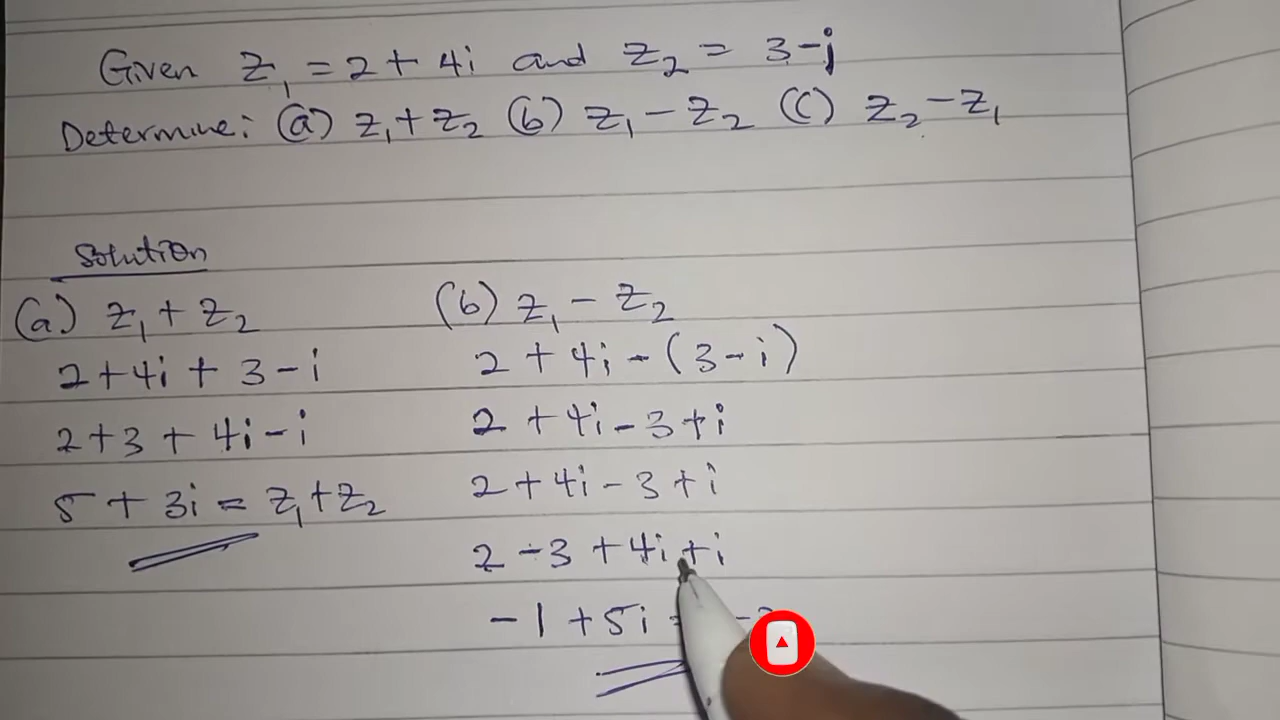 Given z₁ = 2 + 4i and z₂ = 3 - i
Determine: (a) z₁ + z₂ (b) z₁ - z₂ (c) z₂ - z₁
Solution
(a) z₁ + z₂
2 + 4i + 3 - i
2 + 3 + 4i - i
5 + 3i = z₁ + z₂
(b) z₁ - z₂
2 + 4i - (3 - i)
2 + 4i - 3 + i
2 + 4i - 3 + i
2 - 3 + 4i + i
- 1 + 5i